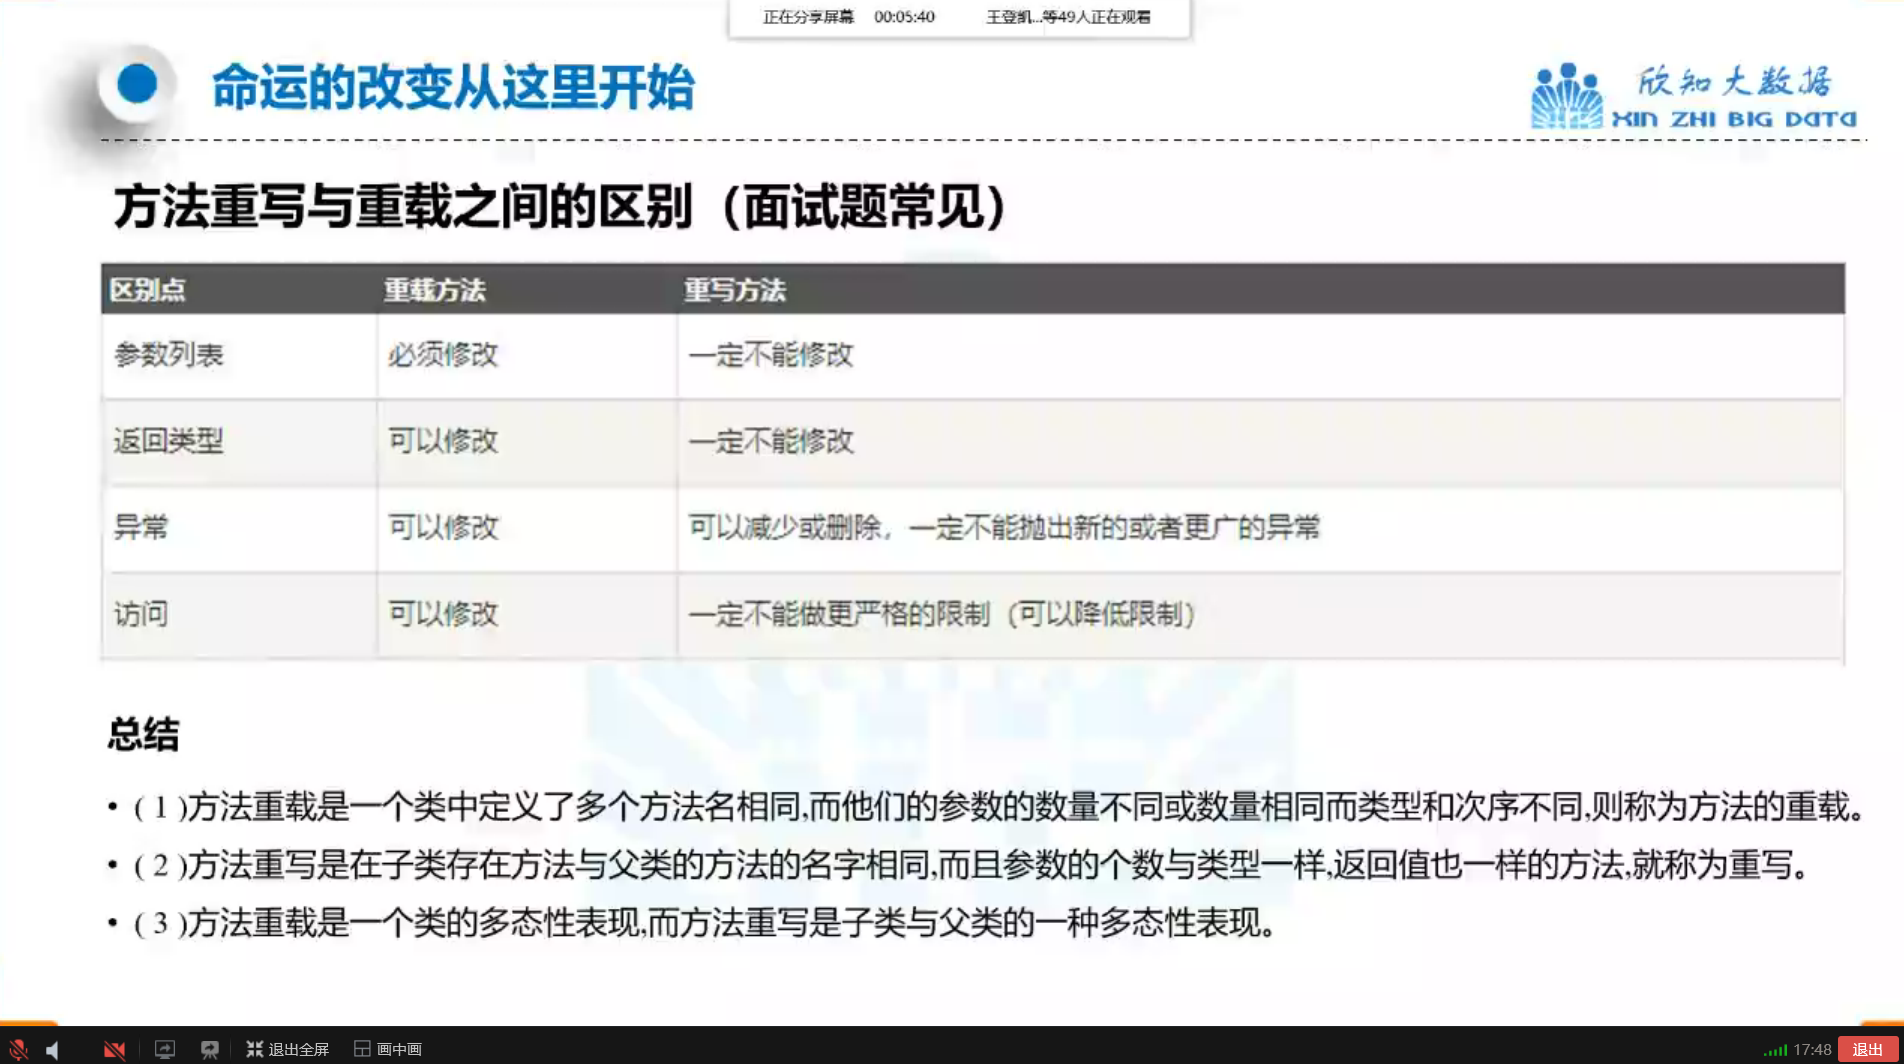 正在分享屏幕 00:05:40 王登凯...等49人正在观看
命运的改变从这里开始
欣知大数据
XIN ZHI BIG DATA
方法重写与重载之间的区别（面试题常见）
区别点 重载方法 重写方法
参数列表 必须修改 一定不能修改
返回类型 可以修改 一定不能修改
异常 可以修改 可以减少或删除，一定不能抛出新的或者更广的异常
访问 可以修改 一定不能做更严格的限制（可以降低限制）
总结
• ( 1 )方法重载是一个类中定义了多个方法名相同,而他们的参数的数量不同或数量相同而类型和次序不同,则称为方法的重载。
• ( 2 )方法重写是在子类存在方法与父类的方法的名字相同,而且参数的个数与类型一样,返回值也一样的方法,就称为重写。
• ( 3 )方法重载是一个类的多态性表现,而方法重写是子类与父类的一种多态性表现。
退出全屏 画中画 17:48 退出